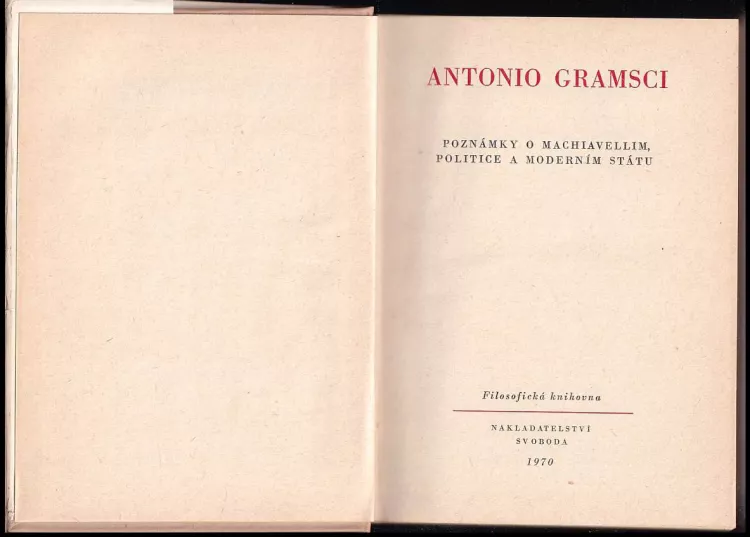 ANTONIO GRAMSCI
POZNÁMKY O MACHIAVELLIM,
POLITICE A MODERNÍM STÁTU
Filosofická knihovna
NAKLADATELSTVÍ
SVOBODA
1970